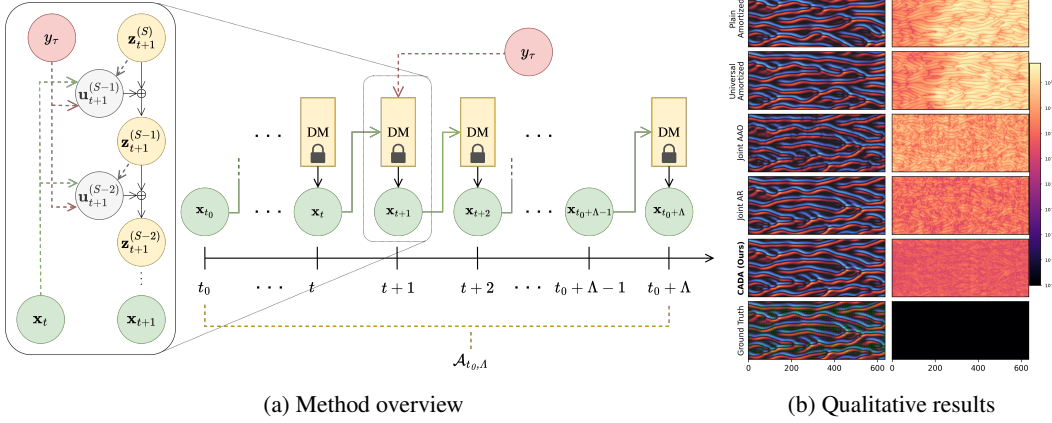 y_τ
z_{t+1}^{(S)}
u_{t+1}^{(S-1)}
z_{t+1}^{(S-1)}
u_{t+1}^{(S-2)}
z_{t+1}^{(S-2)}
x_t
x_{t+1}
y_τ
DM DM DM DM
x_{t_0} x_t x_{t+1} x_{t+2} x_{t_0+Λ−1} x_{t_0+Λ}
t_0 t t + 1 t + 2 t_0 + Λ − 1 t_0 + Λ
A_{t_0,Λ}
(a) Method overview
Plain
Amortized
Universal
Amortized
Joint AAO
Joint AR
CADA (Ours)
Ground Truth
0 200 400 600 0 200 400 600
(b) Qualitative results